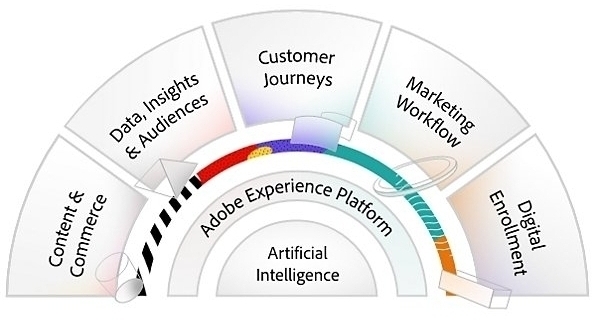 Content &
Commerce
Data, Insights
& Audiences
Customer
Journeys
Marketing
Workflow
Digital
Enrollment
Adobe Experience Platform
Artificial
Intelligence